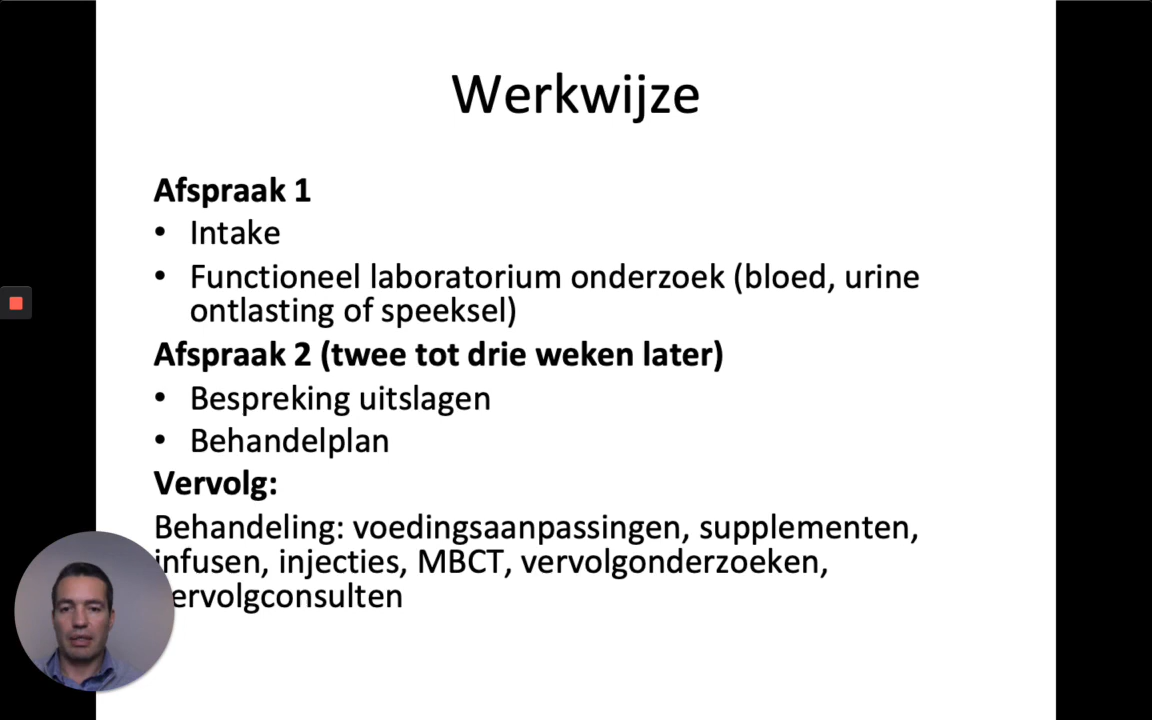 Werkwijze
Afspraak 1
• Intake
• Functioneel laboratorium onderzoek (bloed, urine
ontlasting of speeksel)
Afspraak 2 (twee tot drie weken later)
• Bespreking uitslagen
• Behandelplan
Vervolg:
Behandeling: voedingsaanpassingen, supplementen,
infusen, injecties, MBCT, vervolgonderzoeken,
ervolgconsulten